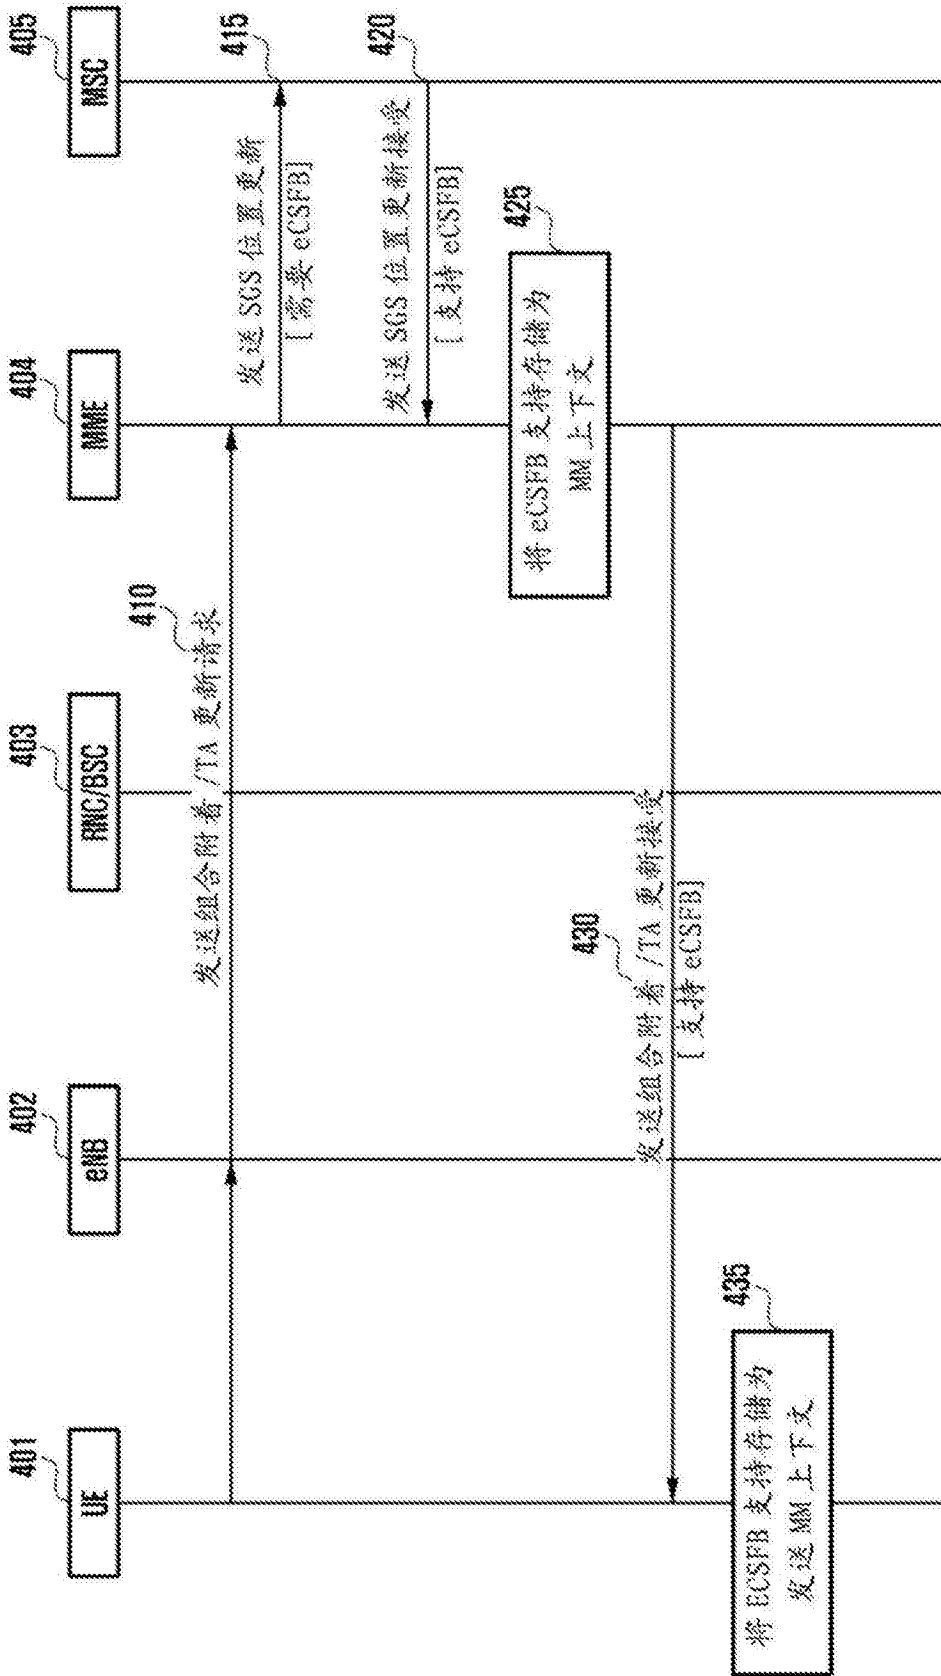 401
402
403
404
405
UE
eNB
RNC/BSC
MME
MSC
410
发送组合附着 /TA 更新请求
发送 SGS 位置更新
415
[ 需要 eCSFB]
发送 SGS 位置更新接受
420
[ 支持 eCSFB]
425
将 eCSFB 支持存储为
MM 上下文
430
发送组合附着 /TA 更新接受
[ 支持 eCSFB]
435
将 ECSFB 支持存储为
发送 MM 上下文